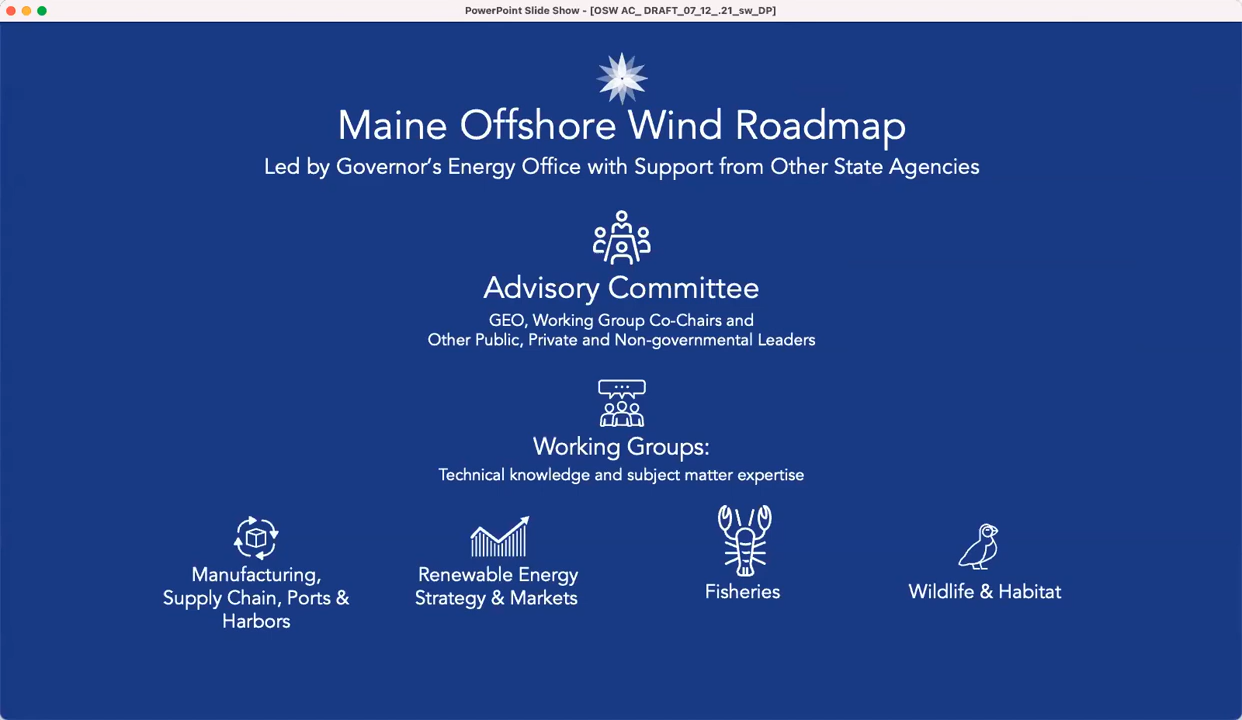 PowerPoint Slide Show - [OSW AC_ DRAFT_07_12_.21_sw_DP]
Maine Offshore Wind Roadmap
Led by Governor's Energy Office with Support from Other State Agencies
Advisory Committee
GEO, Working Group Co-Chairs and
Other Public, Private and Non-governmental Leaders
Working Groups:
Technical knowledge and subject matter expertise
Manufacturing,
Supply Chain, Ports &
Harbors
Renewable Energy
Strategy & Markets
Fisheries
Wildlife & Habitat